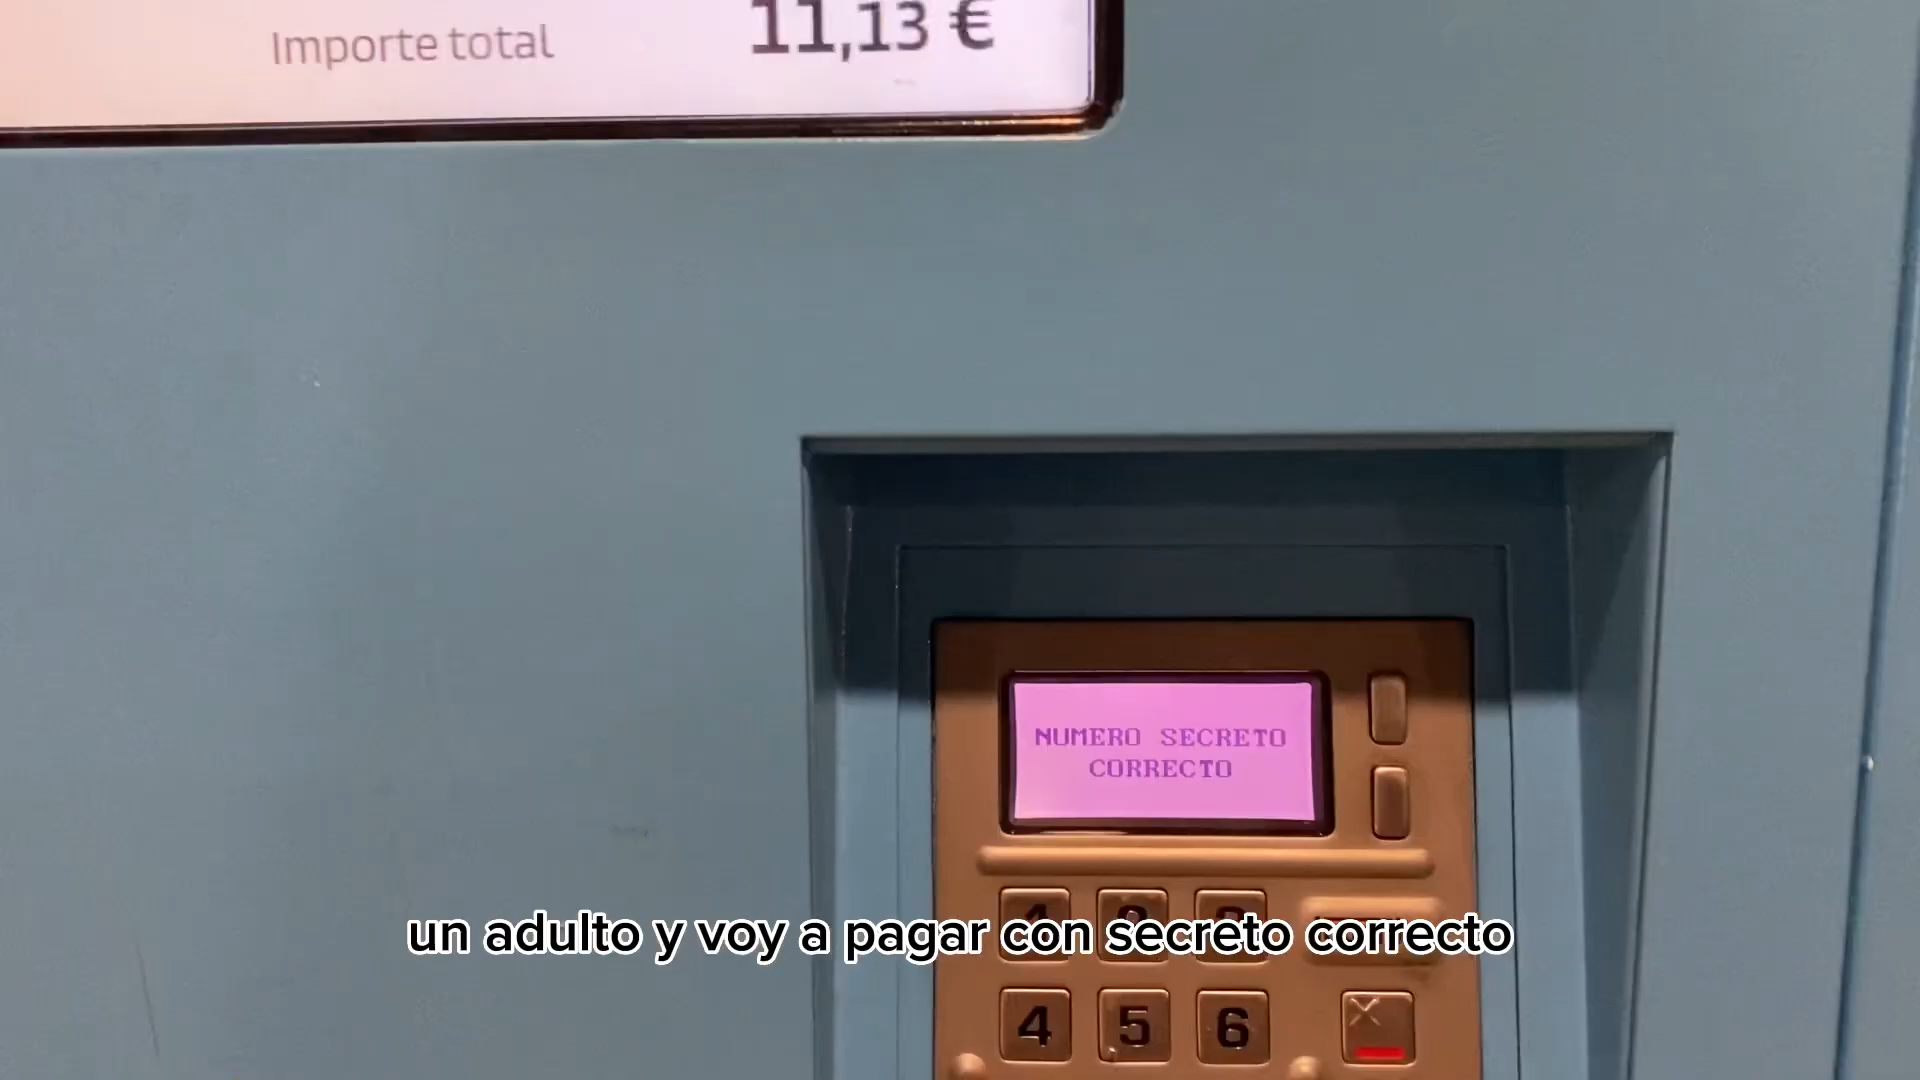 Importe total 11,13 €
NUMERO SECRETO
CORRECTO
un adulto y voy a pagar con secreto correcto
4 5 6